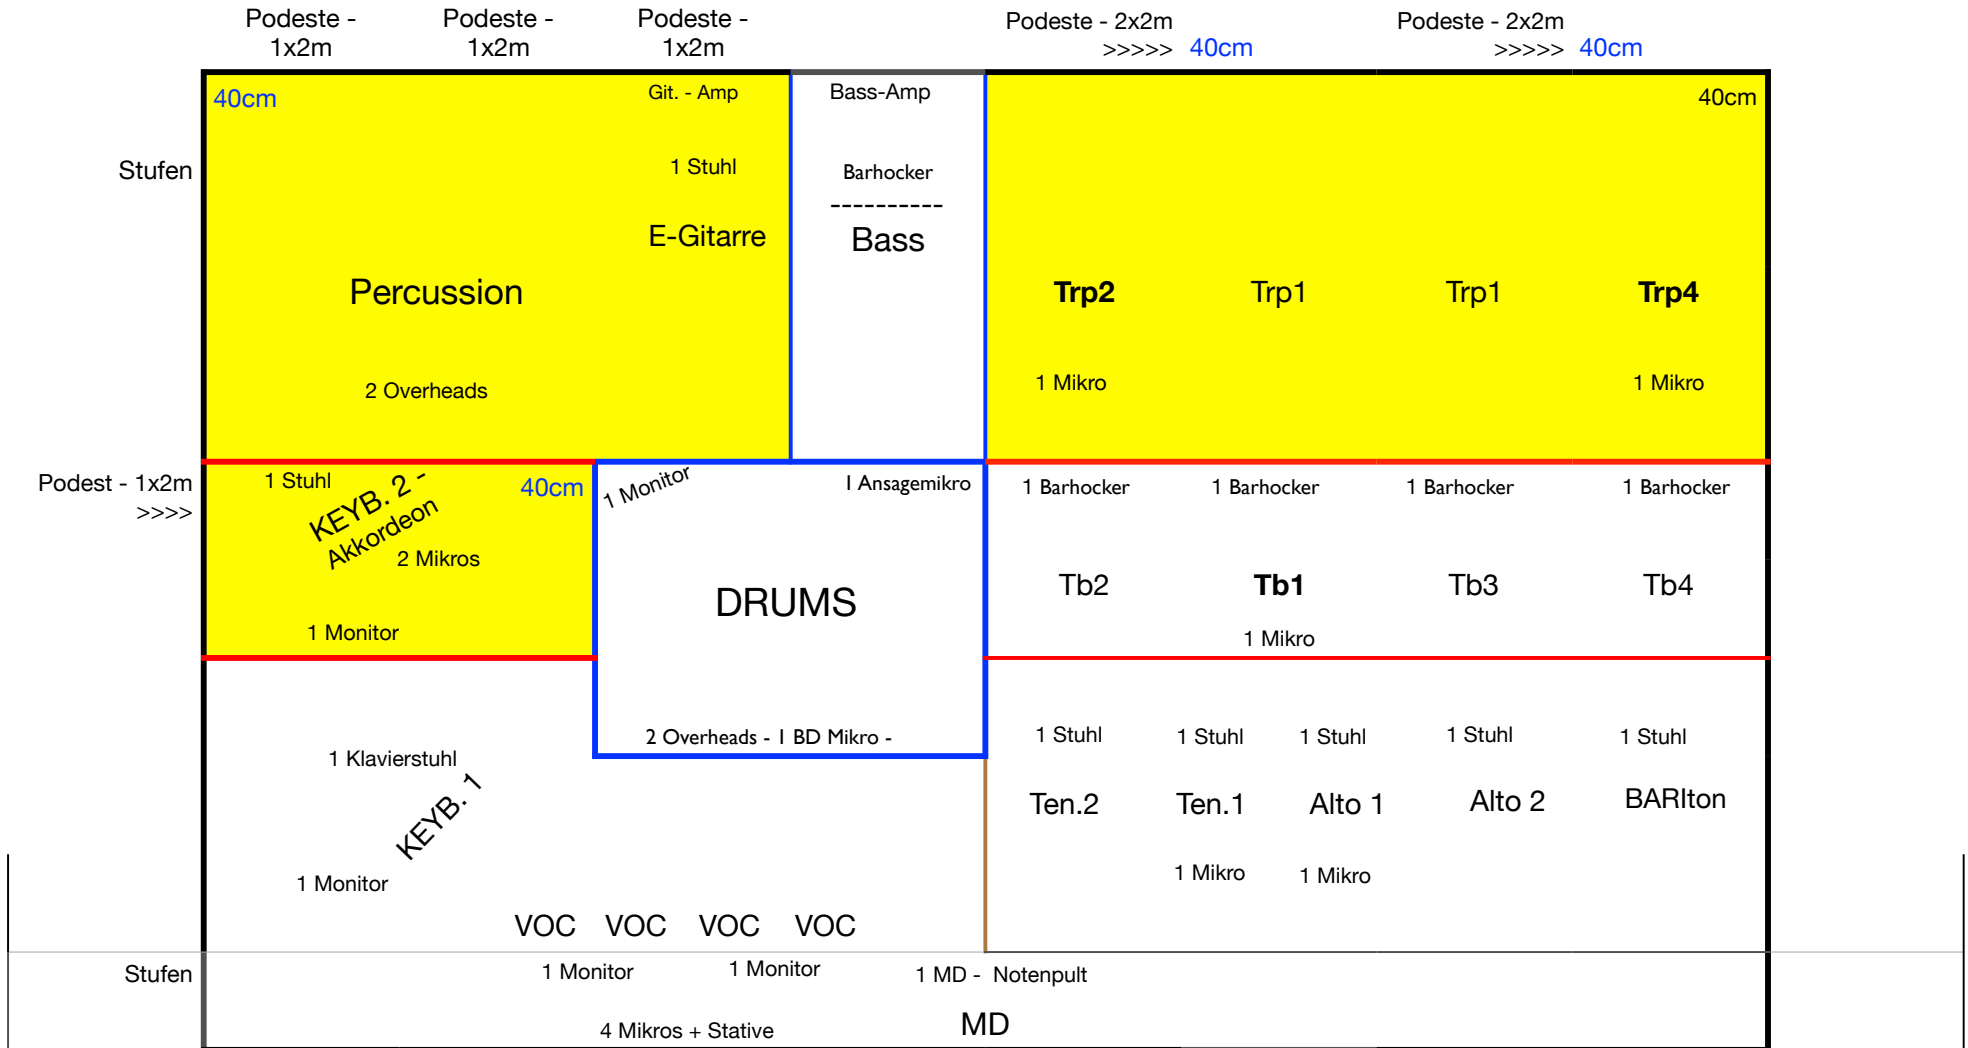 Podeste -
1x2m
Podeste -
1x2m
Podeste -
1x2m
Podeste - 2x2m
>>>>> 40cm
Podeste - 2x2m
>>>>> 40cm
40cm
Git. - Amp
Bass-Amp
40cm
Stufen
1 Stuhl
Barhocker
----------
E-Gitarre
Bass
Percussion
Trp2
Trp1
Trp1
Trp4
2 Overheads
1 Mikro
1 Mikro
Podest - 1x2m
>>>>
1 Stuhl
KEYB. 2 -
Akkordeon
40cm
2 Mikros
1 Monitor
1 Monitor
1 Ansagemikro
DRUMS
2 Overheads - 1 BD Mikro -
1 Barhocker
1 Barhocker
1 Barhocker
1 Barhocker
Tb2
Tb1
Tb3
Tb4
1 Mikro
1 Klavierstuhl
KEYB. 1
1 Monitor
1 Stuhl
1 Stuhl
1 Stuhl
1 Stuhl
1 Stuhl
Ten.2
Ten.1
Alto 1
Alto 2
BARIton
1 Mikro
1 Mikro
VOC
VOC
VOC
VOC
Stufen
1 Monitor
1 Monitor
1 MD - Notenpult
4 Mikros + Stative
MD